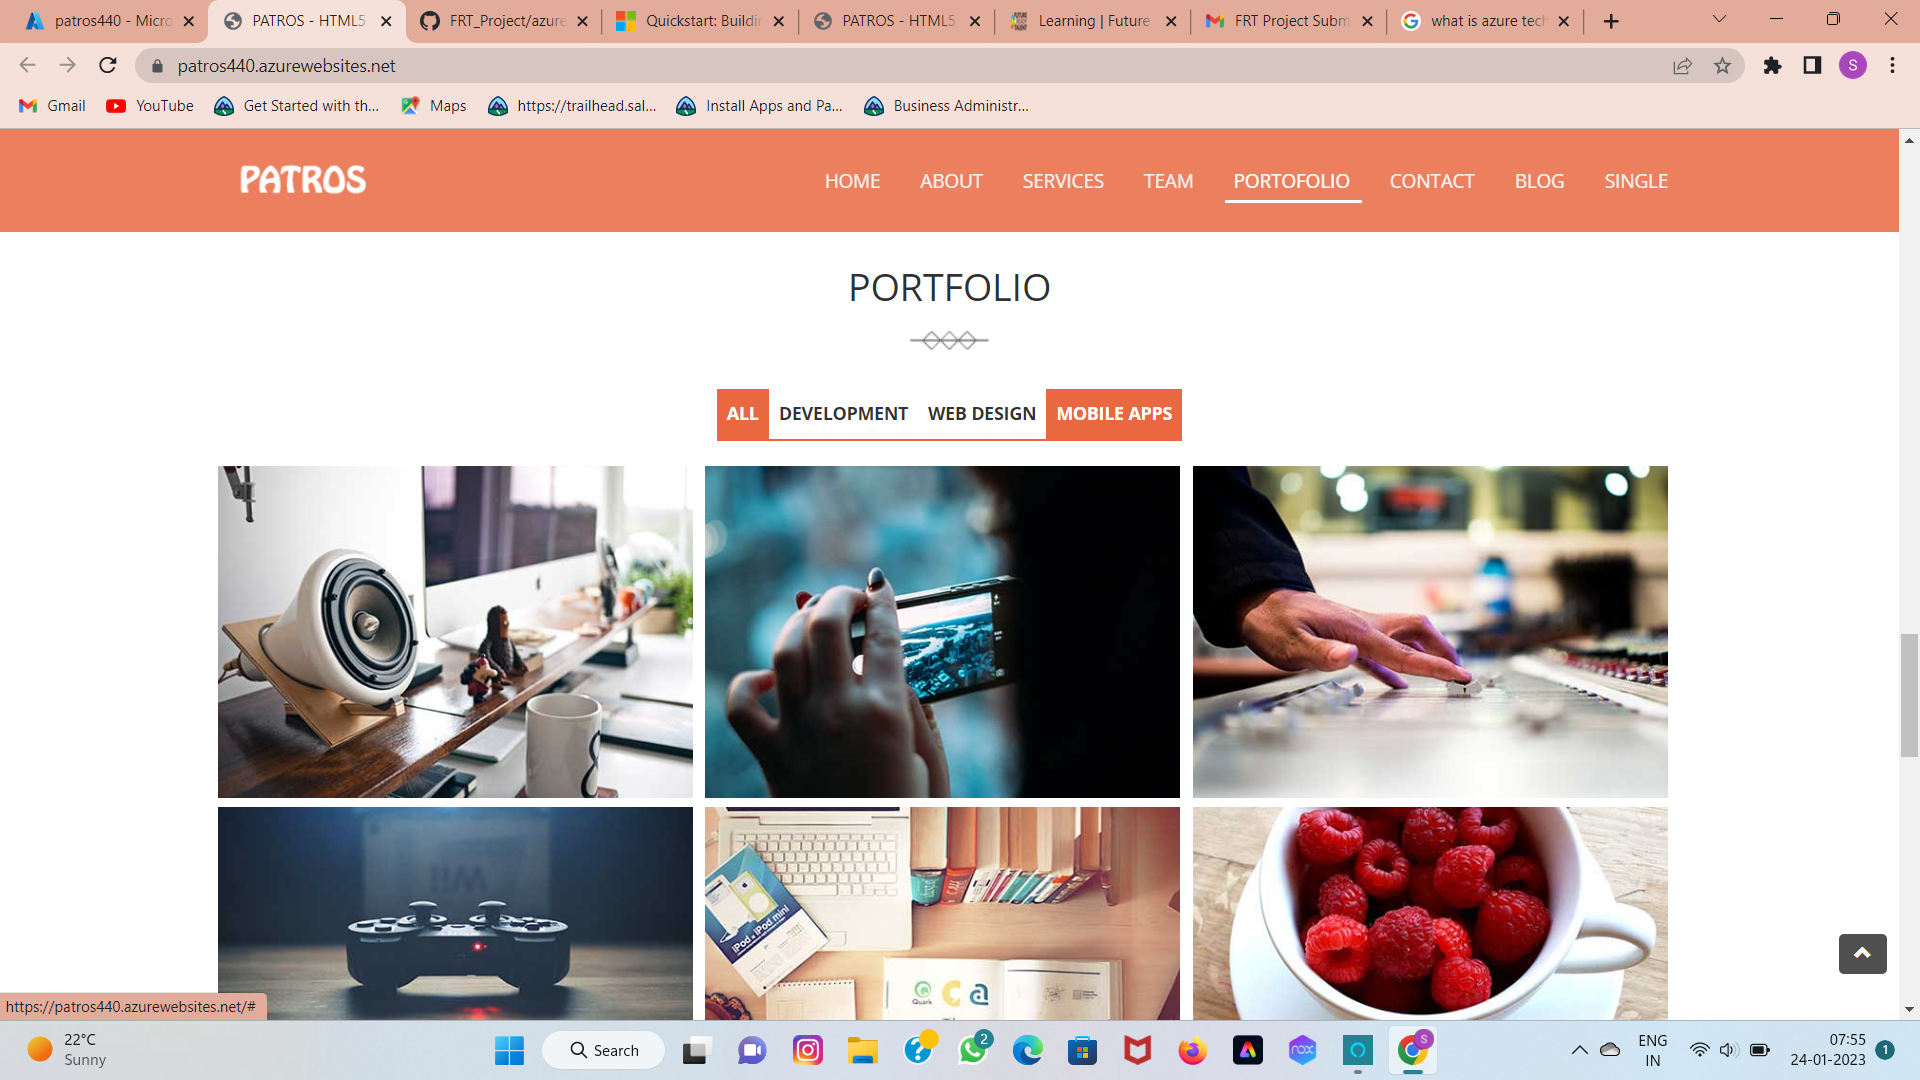 patros440 - Micro
PATROS - HTML5
FRT_Project/azure
Quickstart: Buildin
PATROS - HTML5
Learning | Future
FRT Project Subm
what is azure tech
patros440.azurewebsites.net
S
Gmail
YouTube
Get Started with th...
Maps
https://trailhead.sal...
Install Apps and Pa...
Business Administr...
PATROS
HOME
ABOUT
SERVICES
TEAM
PORTOFOLIO
CONTACT
BLOG
SINGLE
PORTFOLIO
ALL
DEVELOPMENT
WEB DESIGN
MOBILE APPS
iPod & iPod mini
Quark
https://patros440.azurewebsites.net/#
22°C
Sunny
Search
2
nox
S
ENG
IN
07:55
24-01-2023
1